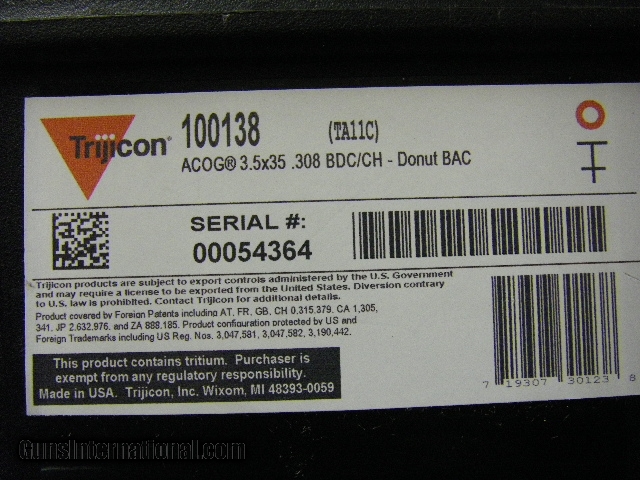 Trijicon®
100138 (TA11C)
ACOG® 3.5x35 .308 BDC/CH - Donut BAC
SERIAL #:
00054364
Trijicon products are subject to export controls administered by the U.S. Government
and may require a license to be exported from the United States. Diversion contrary
to U.S. law is prohibited. Contact Trijicon for additional details.
Product covered by Foreign Patents including AT, FR, GB, CH 0,315,379, CA 1,305,
341, JP 2,632,976, and ZA 888,185. Product configuration protected by US and
Foreign Trademarks including US Reg. Nos. 3,047,581, 3,047,582, 3,190,442.
This product contains tritium. Purchaser is
exempt from any regulatory responsibility.
Made in USA. Trijicon, Inc. Wixom, MI 48393-0059
7 19307 30123 8
GunsInternational.com